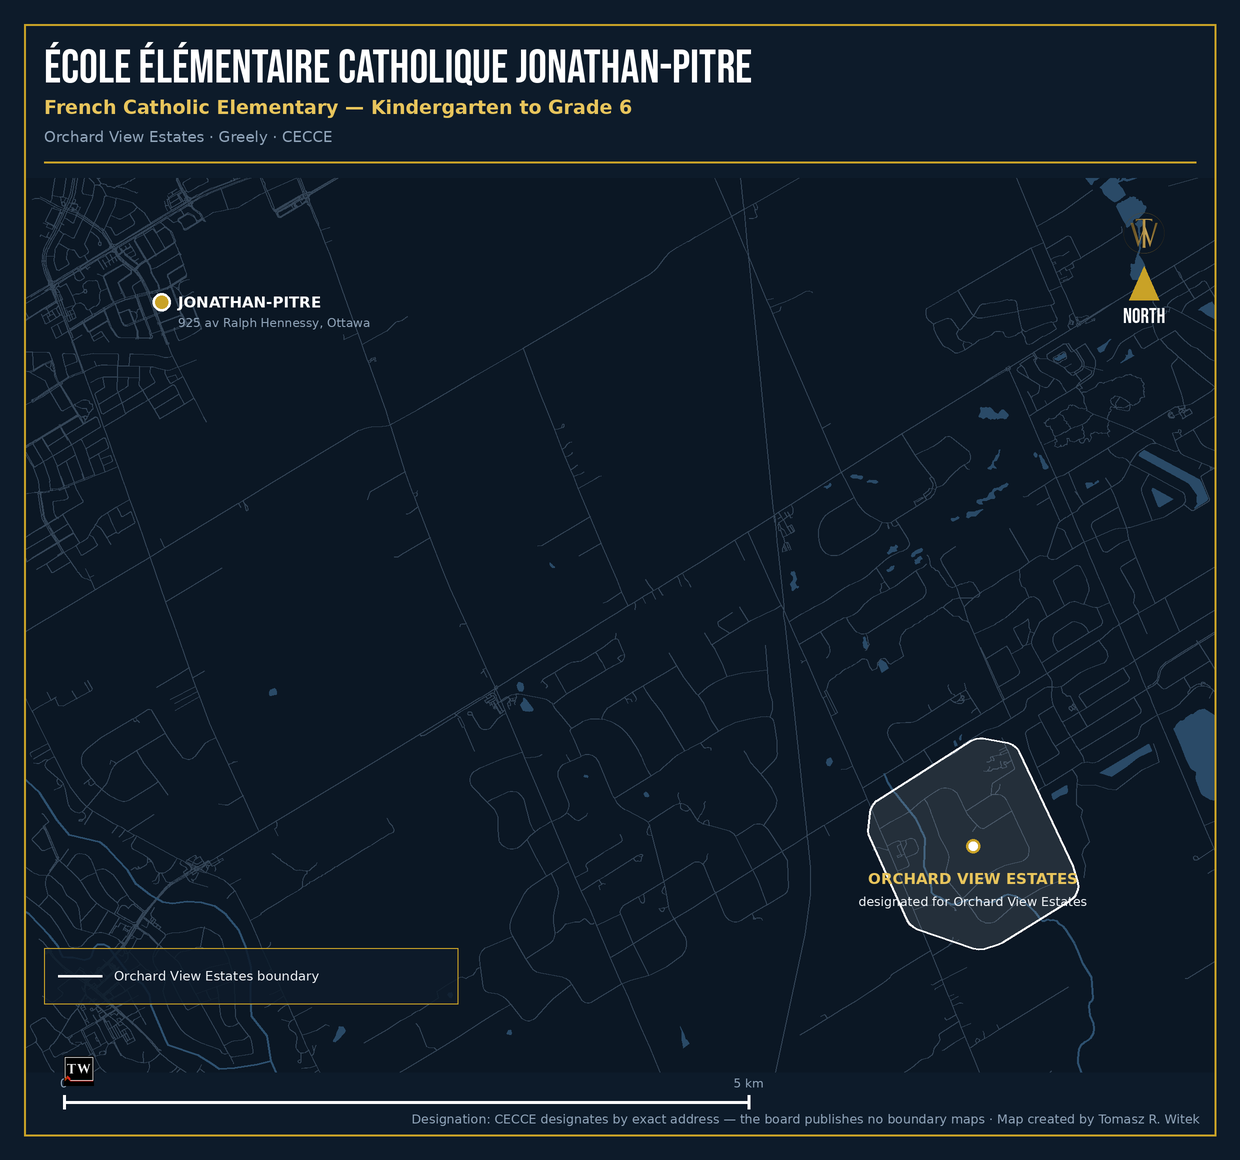 ÉCOLE ÉLÉMENTAIRE CATHOLIQUE JONATHAN-PITRE
French Catholic Elementary — Kindergarten to Grade 6
Orchard View Estates · Greely · CECCE
TW
NORTH
JONATHAN-PITRE
925 av Ralph Hennessy, Ottawa
ORCHARD VIEW ESTATES
designated for Orchard View Estates
Orchard View Estates boundary
TW
0
5 km
Designation: CECCE designates by exact address — the board publishes no boundary maps · Map created by Tomasz R. Witek